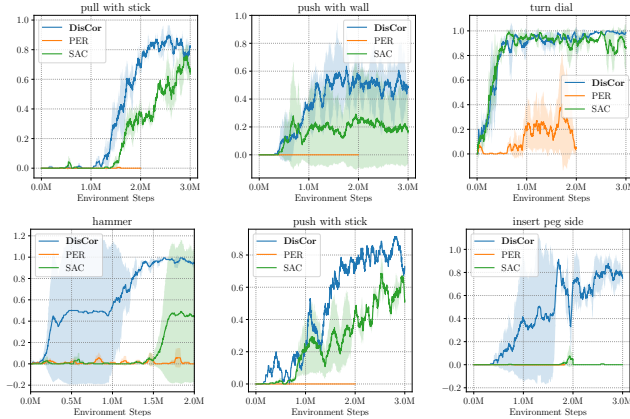 pull with stick
1.0
0.8
0.6
0.4
0.2
0.0
DisCor
PER
SAC
0.0M 1.0M 2.0M 3.0M
Environment Steps
push with wall
1.0
0.8
0.6
0.4
0.2
0.0
DisCor
PER
SAC
0.0M 1.0M 2.0M 3.0M
Environment Steps
turn dial
1.0
0.8
0.6
0.4
0.2
0.0
DisCor
PER
SAC
0.0M 1.0M 2.0M 3.0M
Environment Steps
hammer
1.2
1.0
0.8
0.6
0.4
0.2
0.0
−0.2
DisCor
PER
SAC
0.0M 0.5M 1.0M 1.5M 2.0M
Environment Steps
push with stick
0.8
0.6
0.4
0.2
0.0
DisCor
PER
SAC
0.0M 1.0M 2.0M 3.0M
Environment Steps
insert peg side
1.0
0.8
0.6
0.4
0.2
0.0
−0.2
DisCor
PER
SAC
0.0M 1.0M 2.0M 3.0M
Environment Steps